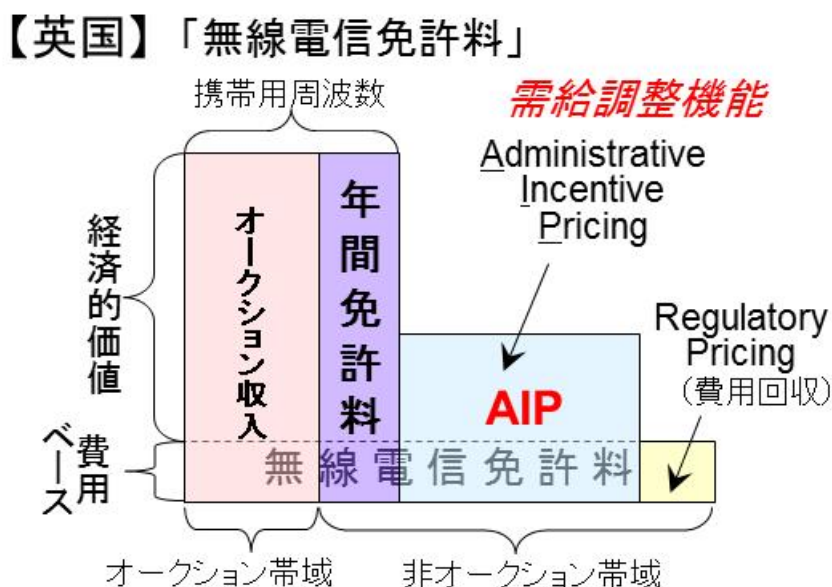 【英国】「無線電信免許料」
携帯用周波数
需給調整機能
Administrative
Incentive
Pricing
経済的価値
オークション収入
年間免許料
Regulatory
Pricing
(費用回収)
AIP
費用
ベース
無線電信免許料
オークション帯域
非オークション帯域